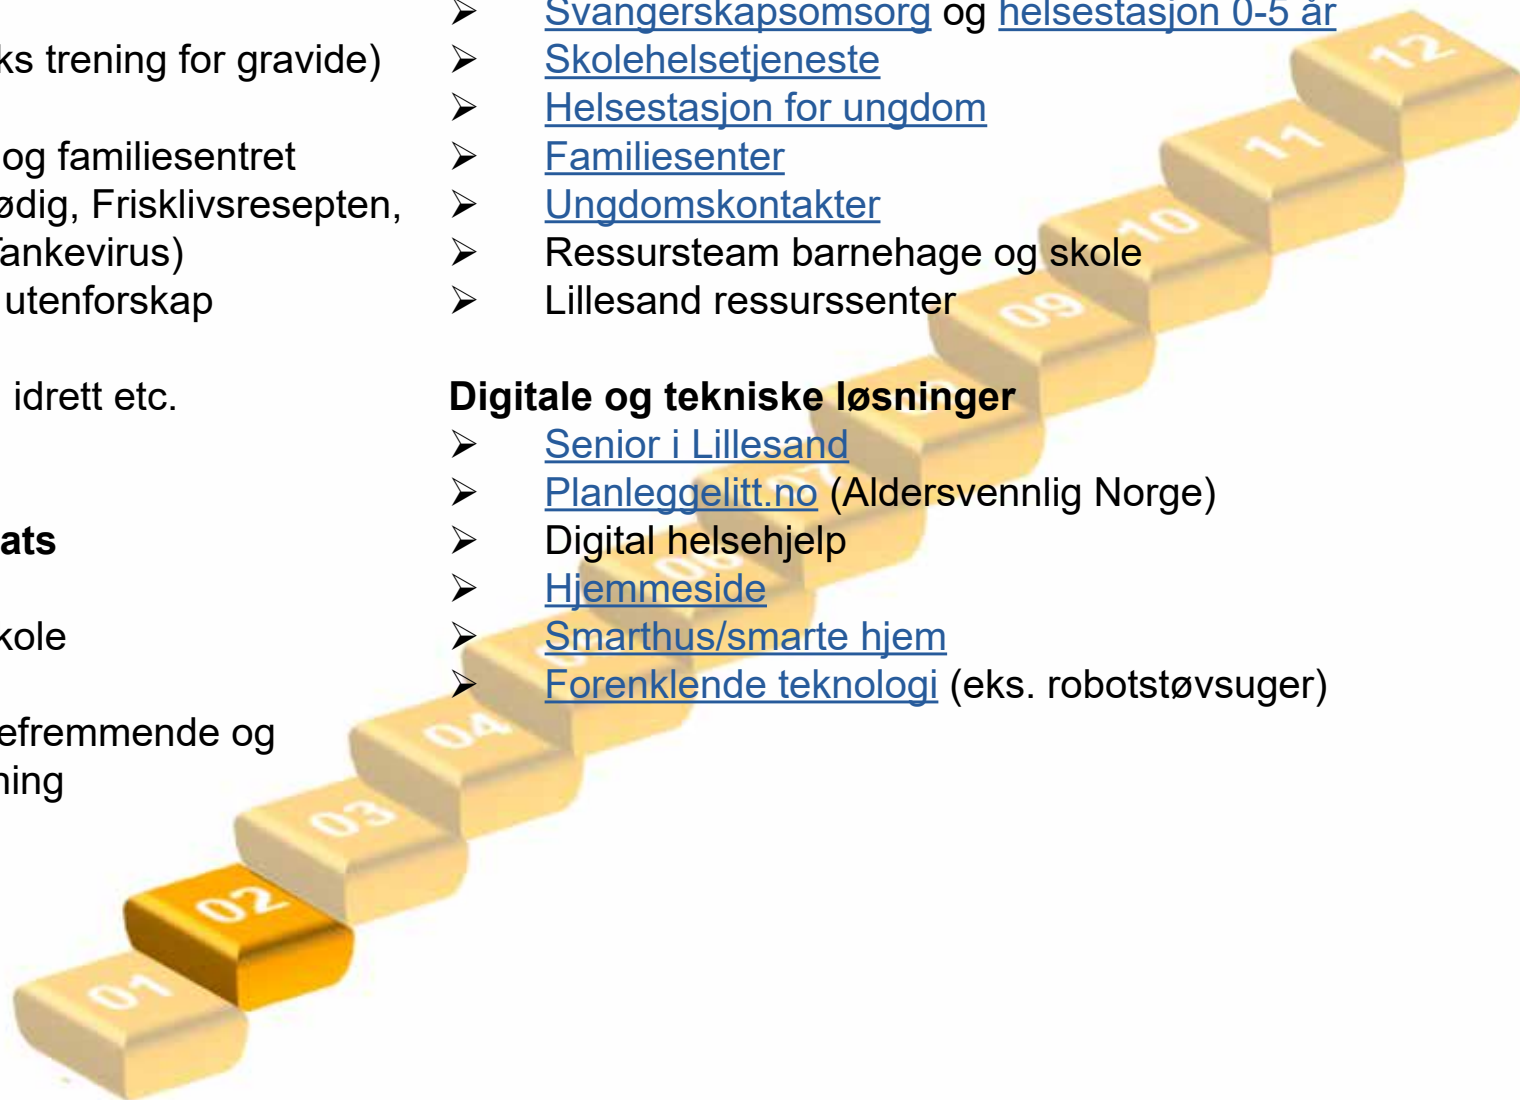 ks trening for gravide)
og familiesentret
ødig, Frisklivsresepten,
ankevirus)
utenforskap
idrett etc.
ats
kole
efremmende og
ning
➢ Svangerskapsomsorg og helsestasjon 0-5 år
➢ Skolehelsetjeneste
➢ Helsestasjon for ungdom
➢ Familiesenter
➢ Ungdomskontakter
➢ Ressursteam barnehage og skole
➢ Lillesand ressurssenter
Digitale og tekniske løsninger
➢ Senior i Lillesand
➢ Planleggelitt.no (Aldersvennlig Norge)
➢ Digital helsehjelp
➢ Hjemmeside
➢ Smarthus/smarte hjem
➢ Forenklende teknologi (eks. robotstøvsuger)
12
11
10
09
07
06
04
03
02
01